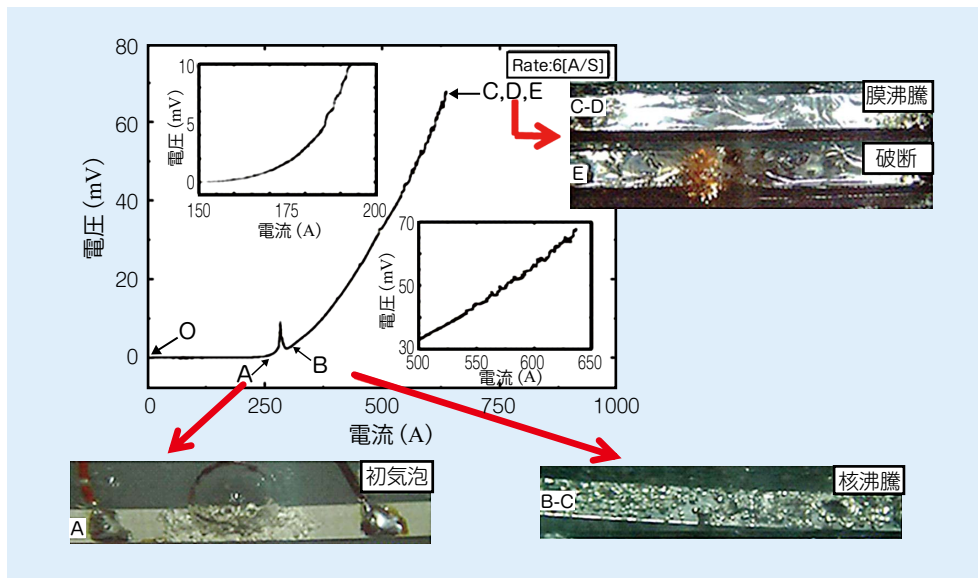 80
60
40
20
0
電圧 (mV)
0
250
500
750
1000
電流 (A)
Rate:6[A/S]
10
5
0
電圧 (mV)
150
175
200
電流 (A)
C,D,E
70
50
30
電圧 (mV)
500
550
600
650
電流 (A)
O
A
B
C-D
膜沸騰
E
破断
A
初気泡
B-C
核沸騰